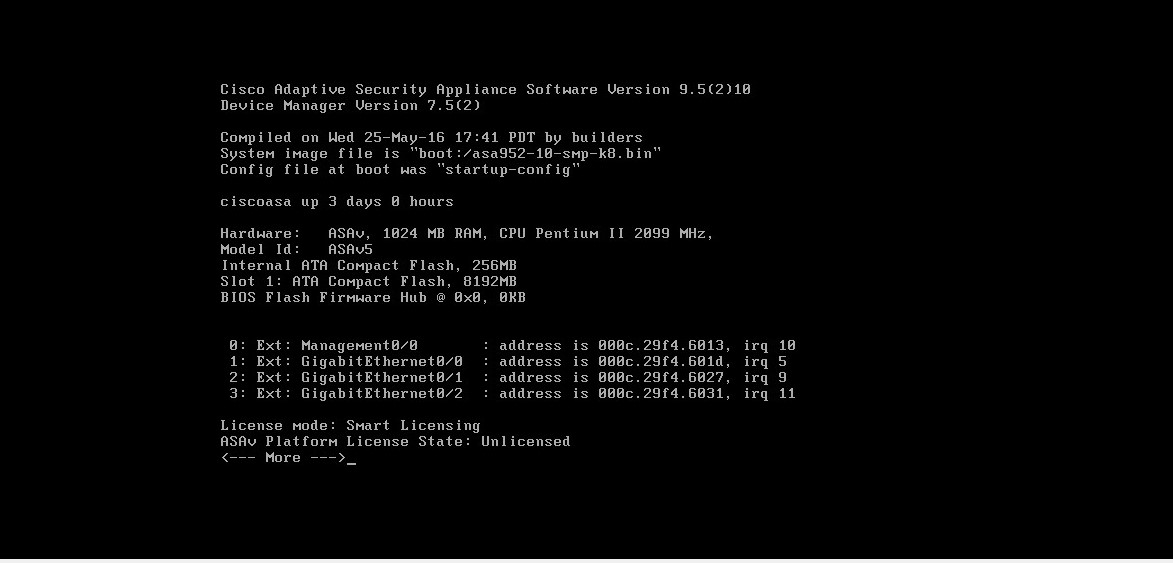 Cisco Adaptive Security Appliance Software Version 9.5(2)10
Device Manager Version 7.5(2)
Compiled on Wed 25-May-16 17:41 PDT by builders
System image file is "boot:/asa952-10-smp-k8.bin"
Config file at boot was "startup-config"
ciscoasa up 3 days 0 hours
Hardware:   ASAv, 1024 MB RAM, CPU Pentium II 2099 MHz,
Model Id:   ASAv5
Internal ATA Compact Flash, 256MB
Slot 1: ATA Compact Flash, 8192MB
BIOS Flash Firmware Hub @ 0x0, 0KB
0: Ext: Management0/0       : address is 000c.29f4.6013, irq 10
1: Ext: GigabitEthernet0/0  : address is 000c.29f4.601d, irq 5
2: Ext: GigabitEthernet0/1  : address is 000c.29f4.6027, irq 9
3: Ext: GigabitEthernet0/2  : address is 000c.29f4.6031, irq 11
License mode: Smart Licensing
ASAv Platform License State: Unlicensed
<--- More --->_